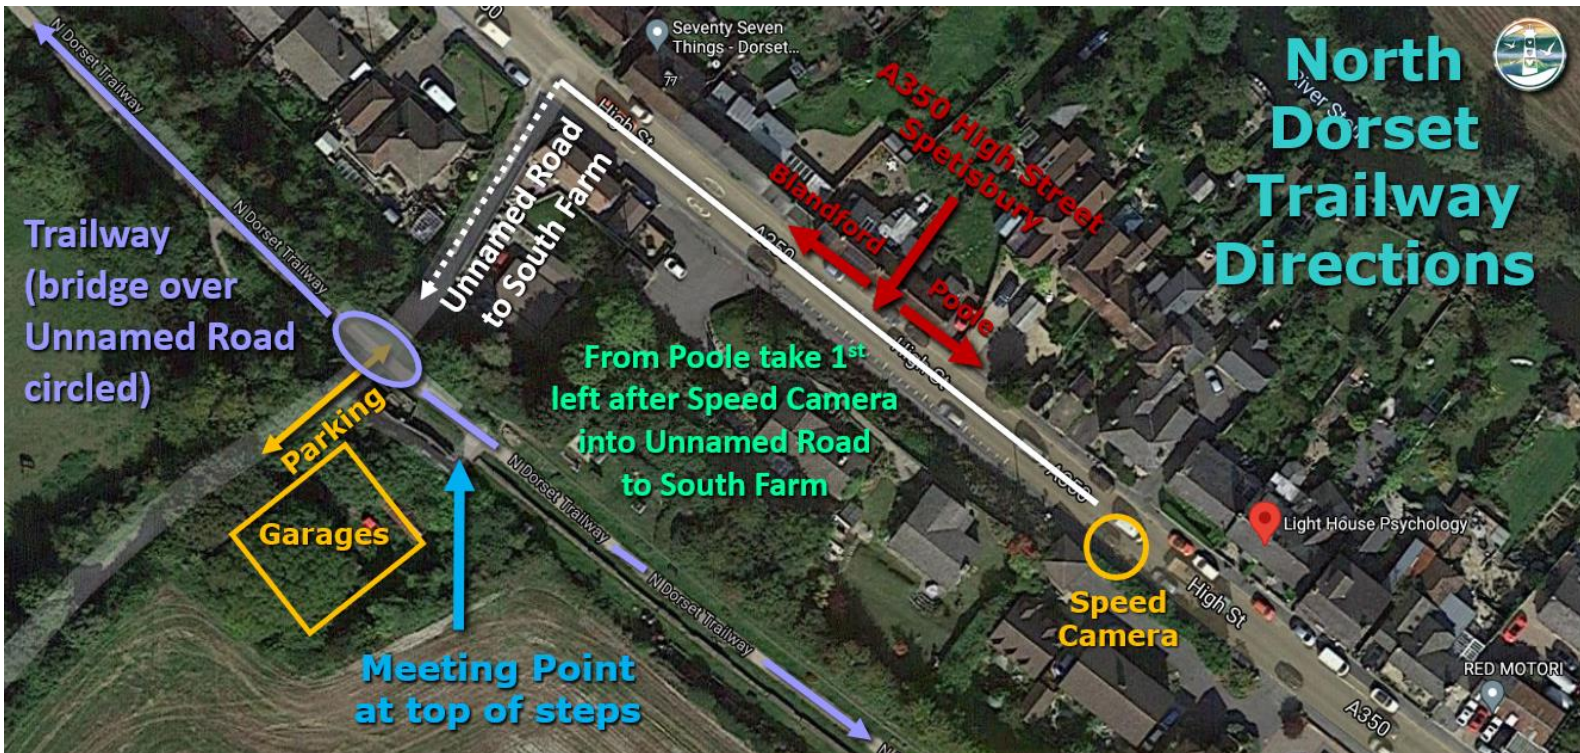 North
Dorset
Trailway
Directions
N Dorset Trailway
N Dorset Trailway
Trailway
(bridge over
Unnamed Road
circled)
Unnamed Road
to South Farm
Seventy Seven
Things - Dorset...
77
High St
A350 High Street
Spetisbury
Blandford
Poole
A350
High St
A350
From Poole take 1st
left after Speed Camera
into Unnamed Road
to South Farm
Parking
Garages
N Dorset Trailway
N Dorset Trailway
Meeting Point
at top of steps
Speed
Camera
Light House Psychology
High St
RED MOTORI
A350